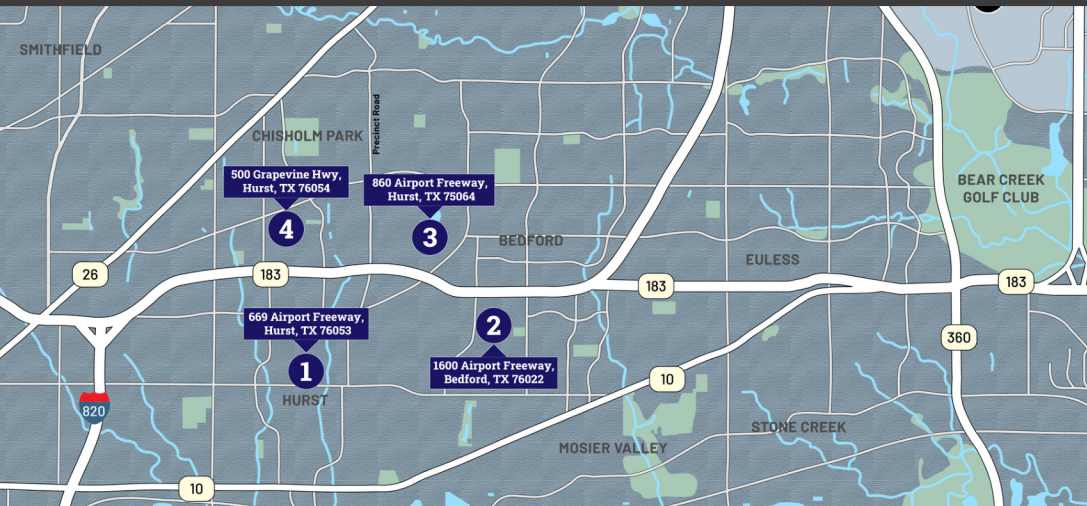 SMITHFIELD
Precinct Road
CHISHOLM PARK
500 Grapevine Hwy,
Hurst, TX 76054
4
860 Airport Freeway,
Hurst, TX 75064
3
BEAR CREEK
GOLF CLUB
BEDFORD
EULESS
26
183
183
183
669 Airport Freeway,
Hurst, TX 76053
1
HURST
2
1600 Airport Freeway,
Bedford, TX 76022
360
10
820
STONE CREEK
MOSIER VALLEY
10